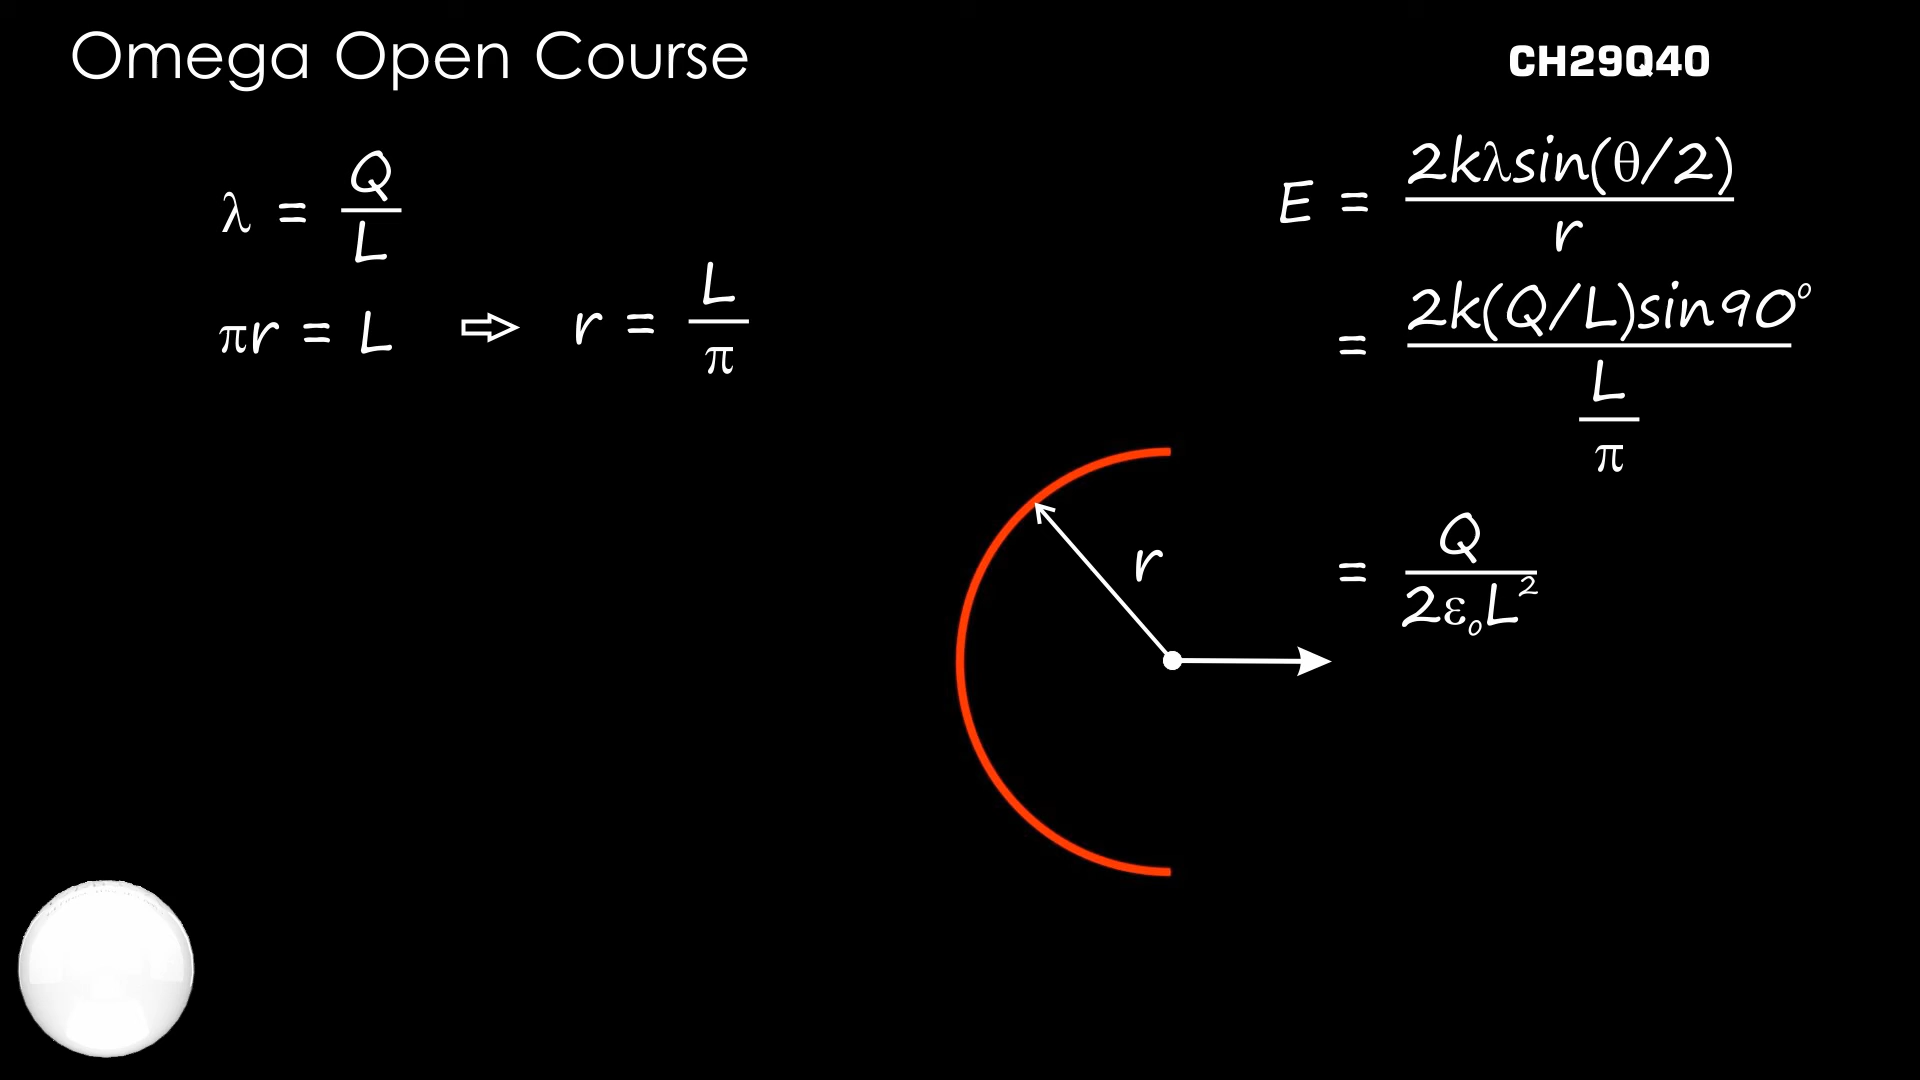 Omega Open Course
CH29Q40
λ = Q/L
πr = L ⇨ r = L/π
E = 2kλsin(θ/2)/r
= 2k(Q/L)sin90°/(L/π)
= Q/2ε₀L²
r